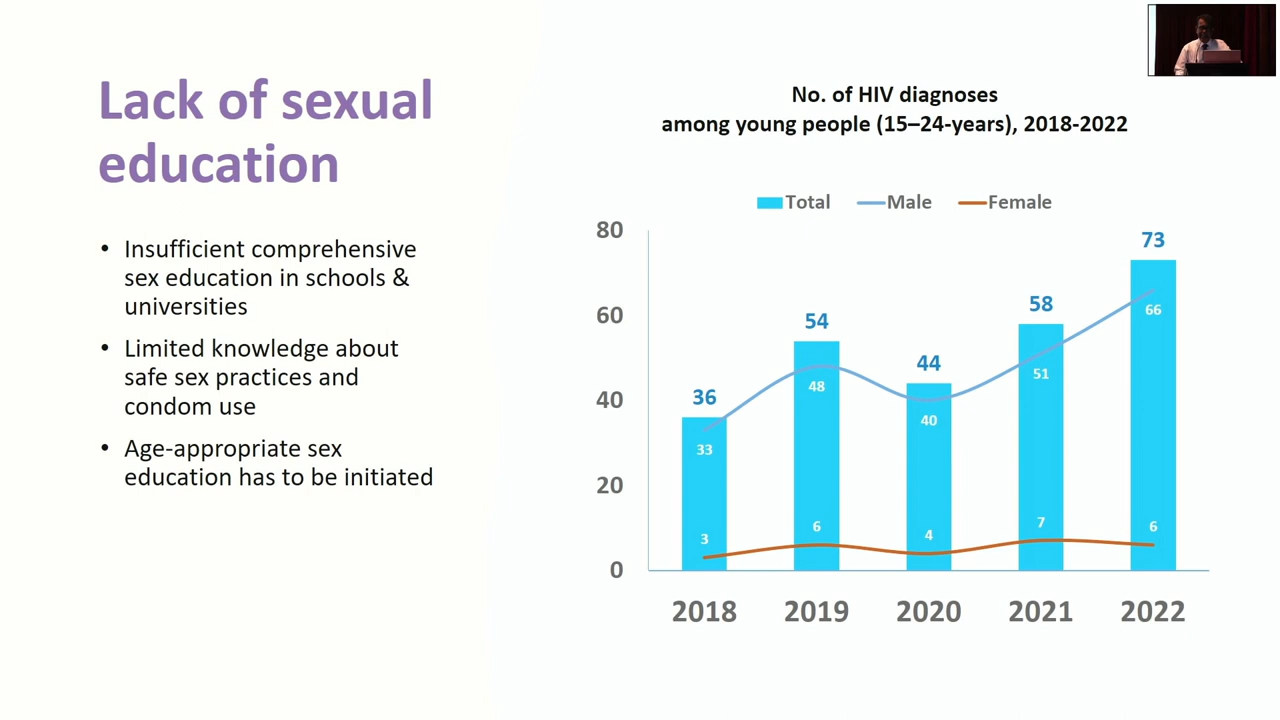 Lack of sexual
education
• Insufficient comprehensive
sex education in schools &
universities
• Limited knowledge about
safe sex practices and
condom use
• Age-appropriate sex
education has to be initiated
No. of HIV diagnoses
among young people (15–24-years), 2018-2022
Total Male Female
80
60
40
20
0
36
54
44
58
73
33
48
40
51
66
3
6
4
7
6
2018 2019 2020 2021 2022